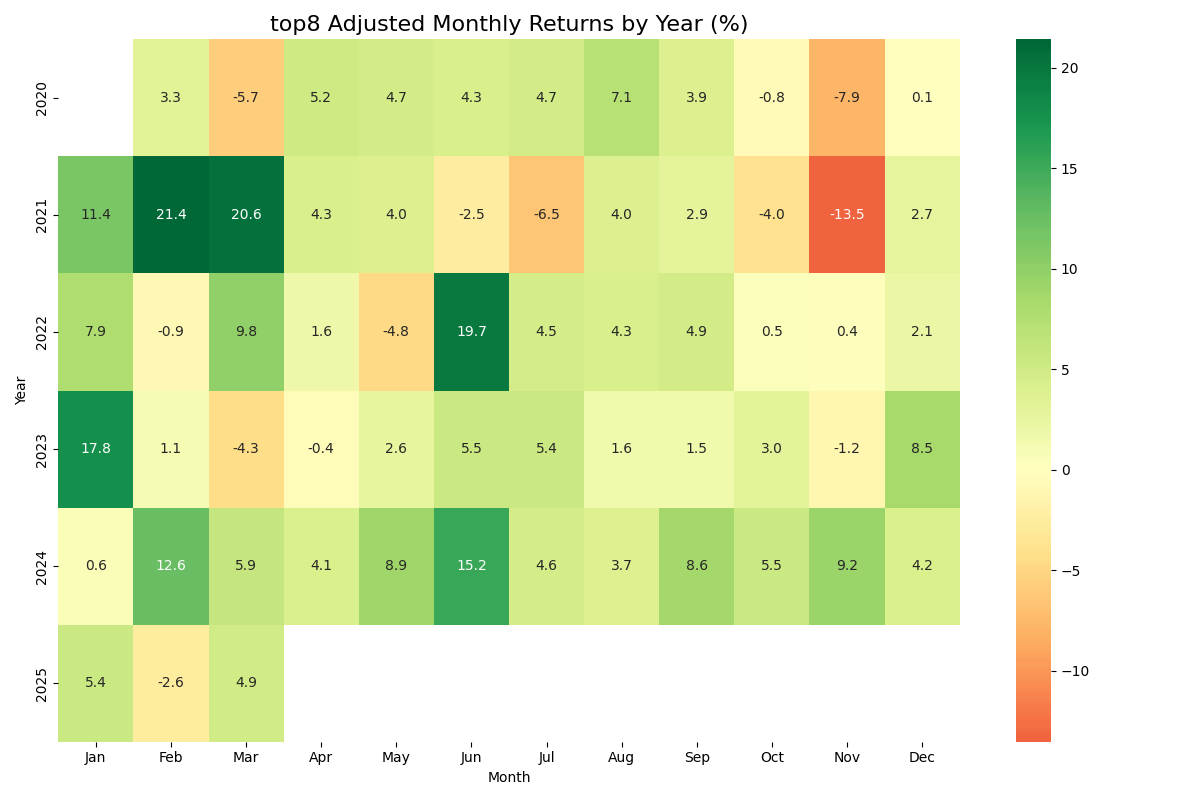 top8 Adjusted Monthly Returns by Year (%)
2020 3.3 -5.7 5.2 4.7 4.3 4.7 7.1 3.9 -0.8 -7.9 0.1
2021 11.4 21.4 20.6 4.3 4.0 -2.5 -6.5 4.0 2.9 -4.0 -13.5 2.7
2022 7.9 -0.9 9.8 1.6 -4.8 19.7 4.5 4.3 4.9 0.5 0.4 2.1
Year
2023 17.8 1.1 -4.3 -0.4 2.6 5.5 5.4 1.6 1.5 3.0 -1.2 8.5
2024 0.6 12.6 5.9 4.1 8.9 15.2 4.6 3.7 8.6 5.5 9.2 4.2
2025 5.4 -2.6 4.9
Jan Feb Mar Apr May Jun Jul Aug Sep Oct Nov Dec
Month
20
15
10
5
0
−5
−10